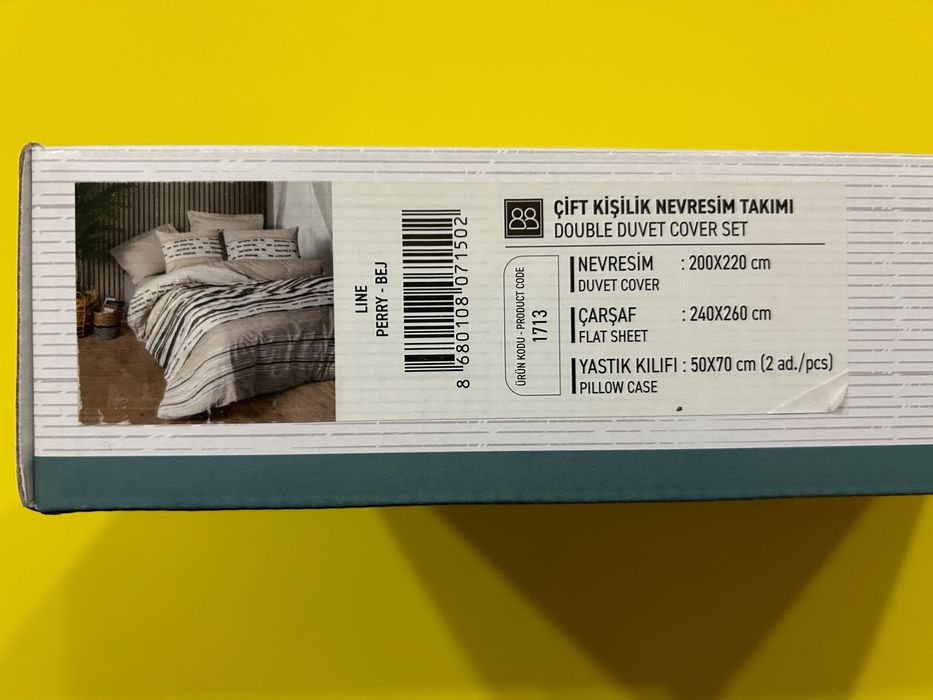 LINE
PERRY - BEJ
8 680108 071502
ÇİFT KİŞİLİK NEVRESİM TAKIMI
DOUBLE DUVET COVER SET
ÜRÜN KODU - PRODUCT CODE
1713
NEVRESİM : 200X220 cm
DUVET COVER
ÇARŞAF : 240X260 cm
FLAT SHEET
YASTIK KILIFI : 50X70 cm (2 ad./pcs)
PILLOW CASE